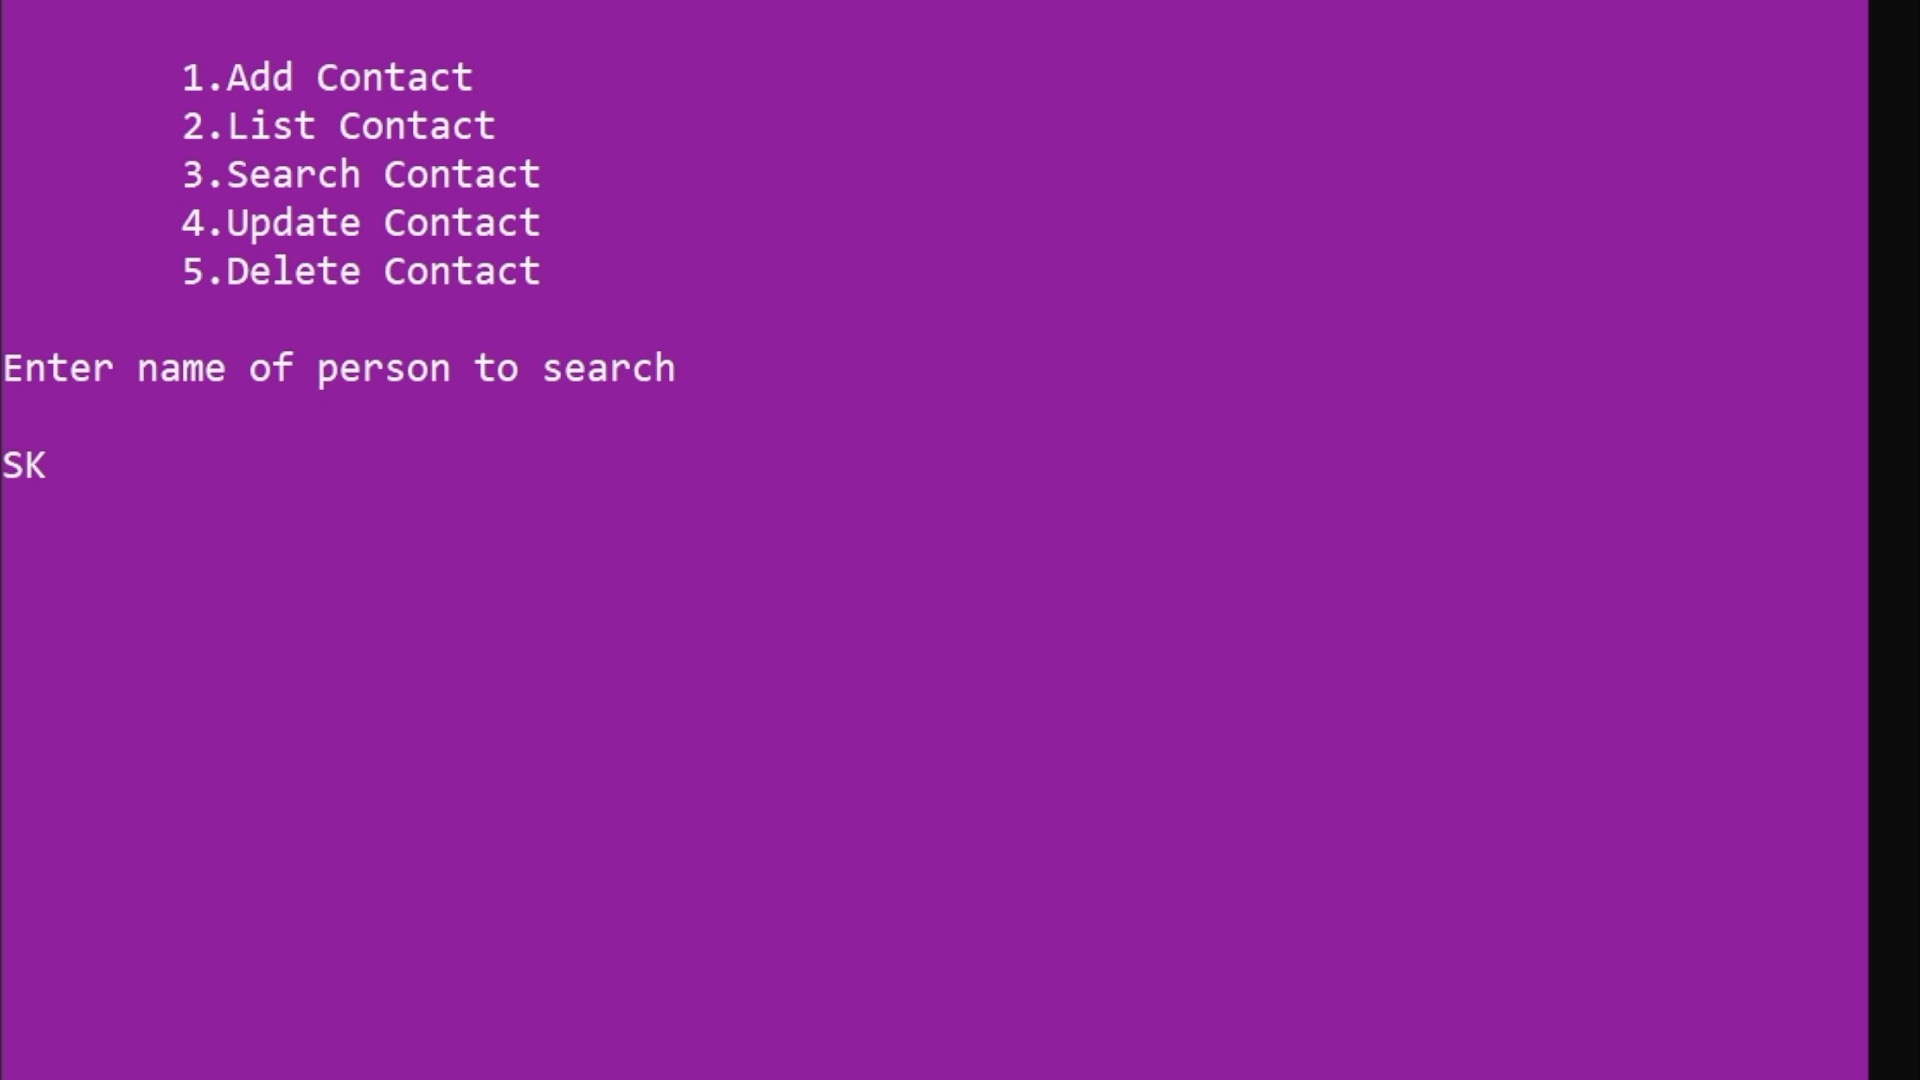 1.Add Contact
2.List Contact
3.Search Contact
4.Update Contact
5.Delete Contact
Enter name of person to search
SK